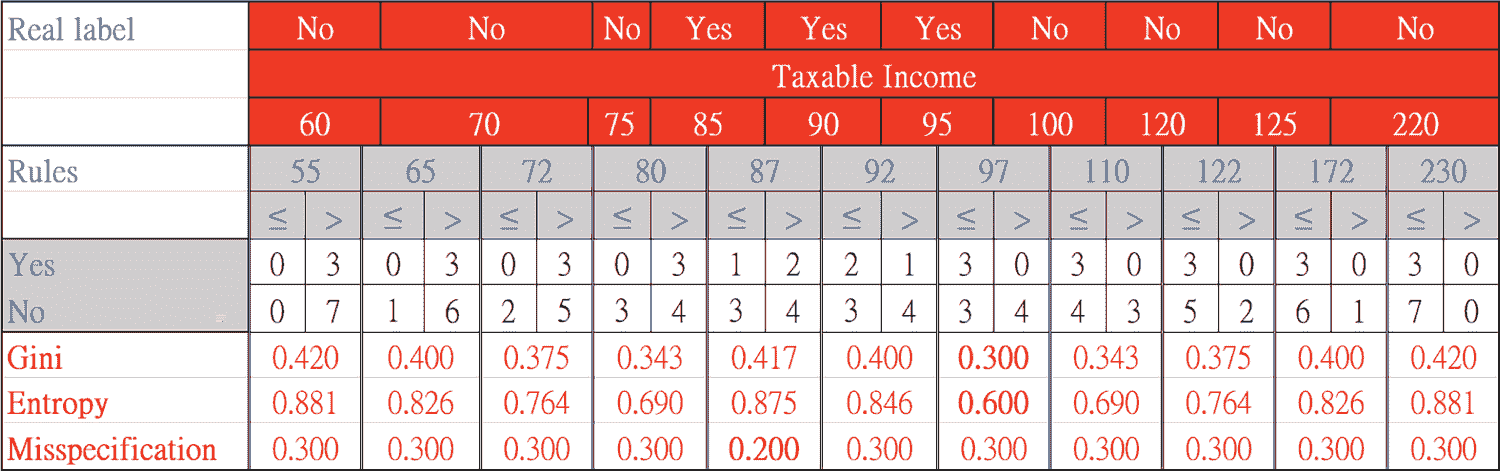 Real label No No No Yes Yes Yes No No No No
Taxable Income
60 70 75 85 90 95 100 120 125 220
Rules 55 65 72 80 87 92 97 110 122 172 230
≤ > ≤ > ≤ > ≤ > ≤ > ≤ > ≤ > ≤ > ≤ > ≤ > ≤ >
Yes 0 3 0 3 0 3 0 3 1 2 2 1 3 0 3 0 3 0 3 0 3 0
No 0 7 1 6 2 5 3 4 3 4 3 4 3 4 4 3 5 2 6 1 7 0
Gini 0.420 0.400 0.375 0.343 0.417 0.400 0.300 0.343 0.375 0.400 0.420
Entropy 0.881 0.826 0.764 0.690 0.875 0.846 0.600 0.690 0.764 0.826 0.881
Misspecification 0.300 0.300 0.300 0.300 0.200 0.300 0.300 0.300 0.300 0.300 0.300